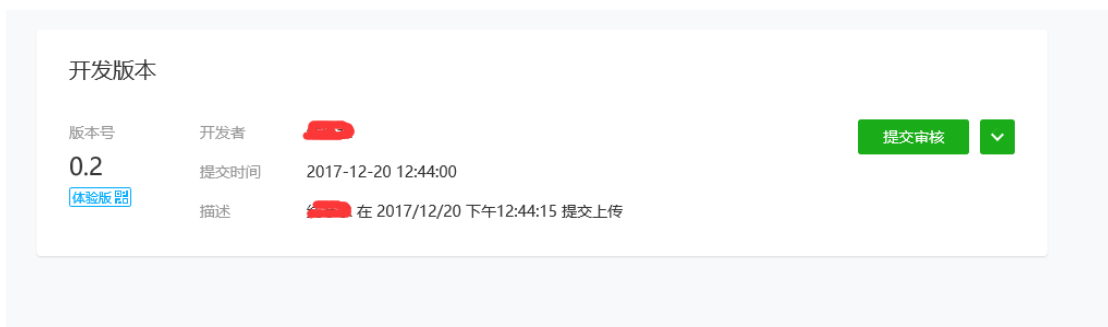 开发版本
版本号
0.2
体验版
开发者
提交时间 2017-12-20 12:44:00
描述 在 2017/12/20 下午12:44:15 提交上传
提交审核